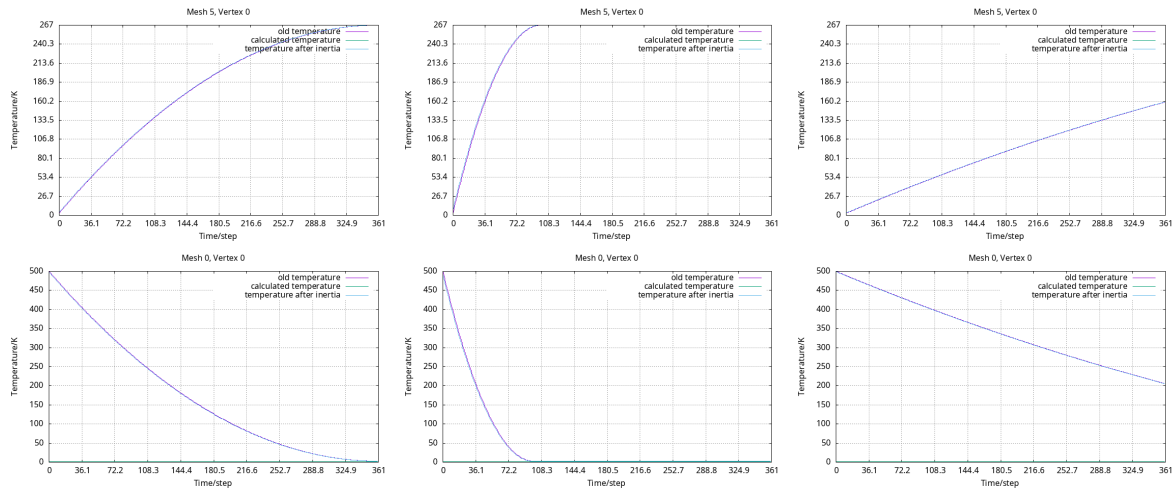 Mesh 5, Vertex 0
267
240.3
213.6
186.9
160.2
133.5
106.8
80.1
53.4
26.7
0
Temperature/K
old temperature
calculated temperature
temperature after inertia
0 36.1 72.2 108.3 144.4 180.5 216.6 252.7 288.8 324.9 361
Time/step
Mesh 5, Vertex 0
267
240.3
213.6
186.9
160.2
133.5
106.8
80.1
53.4
26.7
0
Temperature/K
old temperature
calculated temperature
temperature after inertia
0 36.1 72.2 108.3 144.4 180.5 216.6 252.7 288.8 324.9 361
Time/step
Mesh 5, Vertex 0
267
240.3
213.6
186.9
160.2
133.5
106.8
80.1
53.4
26.7
0
Temperature/K
old temperature
calculated temperature
temperature after inertia
0 36.1 72.2 108.3 144.4 180.5 216.6 252.7 288.8 324.9 361
Time/step
Mesh 0, Vertex 0
500
450
400
350
300
250
200
150
100
50
0
Temperature/K
old temperature
calculated temperature
temperature after inertia
0 36.1 72.2 108.3 144.4 180.5 216.6 252.7 288.8 324.9 361
Time/step
Mesh 0, Vertex 0
500
450
400
350
300
250
200
150
100
50
0
Temperature/K
old temperature
calculated temperature
temperature after inertia
0 36.1 72.2 108.3 144.4 180.5 216.6 252.7 288.8 324.9 361
Time/step
Mesh 0, Vertex 0
500
450
400
350
300
250
200
150
100
50
0
Temperature/K
old temperature
calculated temperature
temperature after inertia
0 36.1 72.2 108.3 144.4 180.5 216.6 252.7 288.8 324.9 361
Time/step